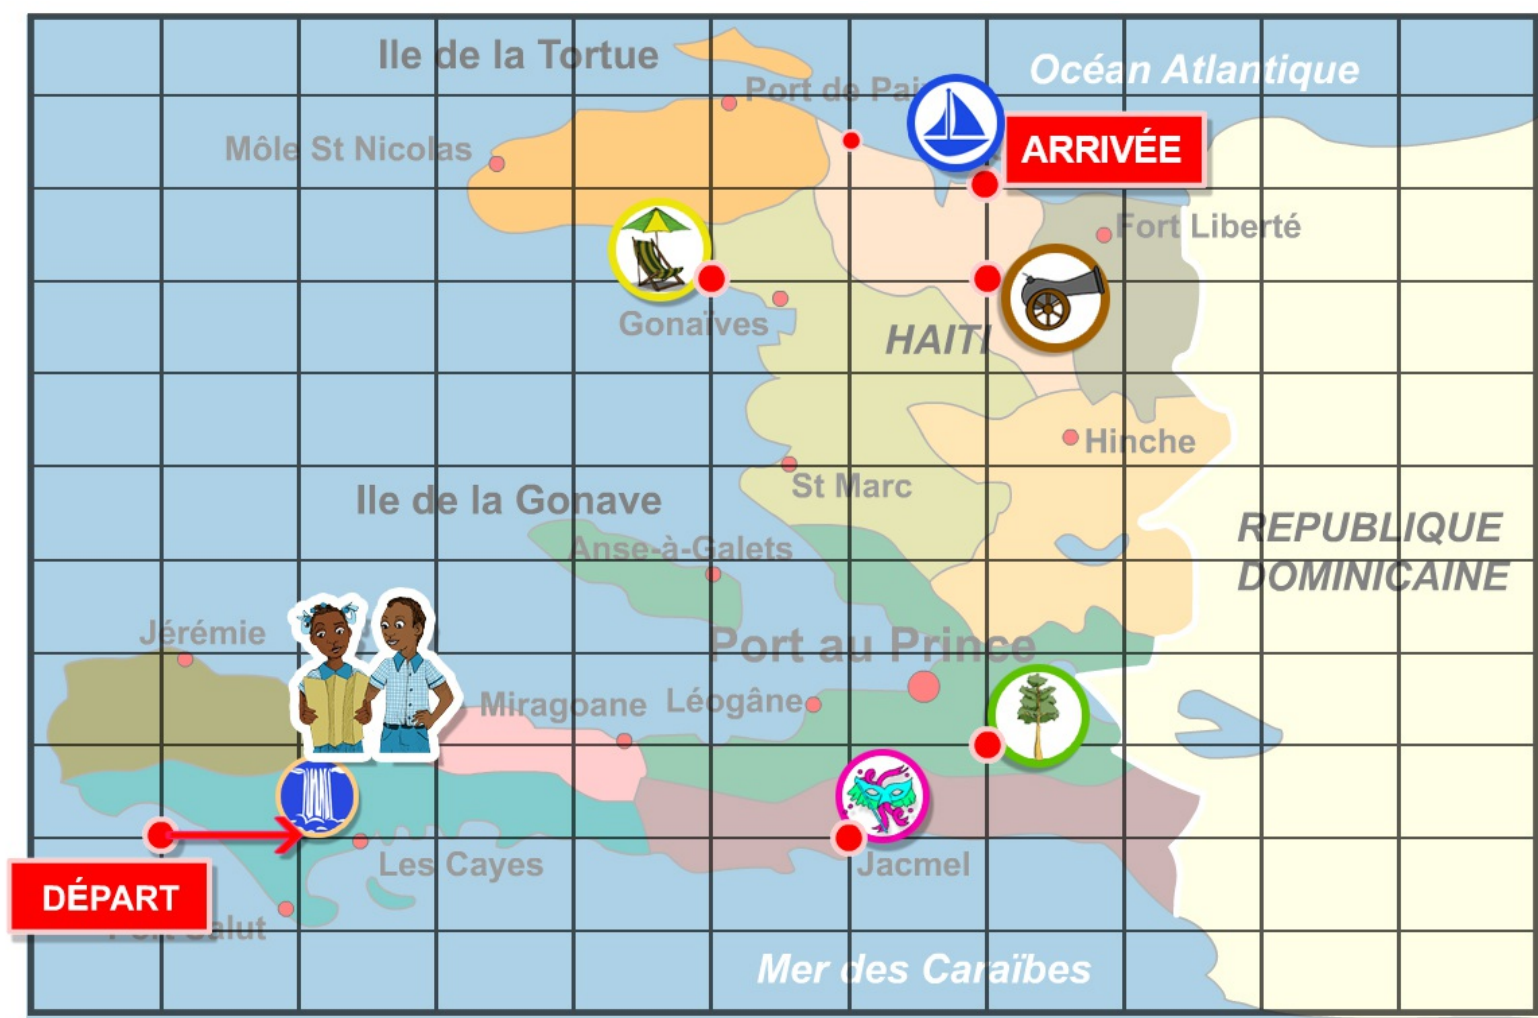 Ile de la Tortue
Océan Atlantique
Port de
ARRIVÉE
Môle St Nicolas
Fort Liberté
Gonaïves
HAITI
Hinche
St Marc
Ile de la Gonave
REPUBLIQUE
DOMINICAINE
Anse-à-Galets
Jérémie
Port au Prince
Miragoane
Léogâne
Les Cayes
Jacmel
DÉPART
Mer des Caraïbes